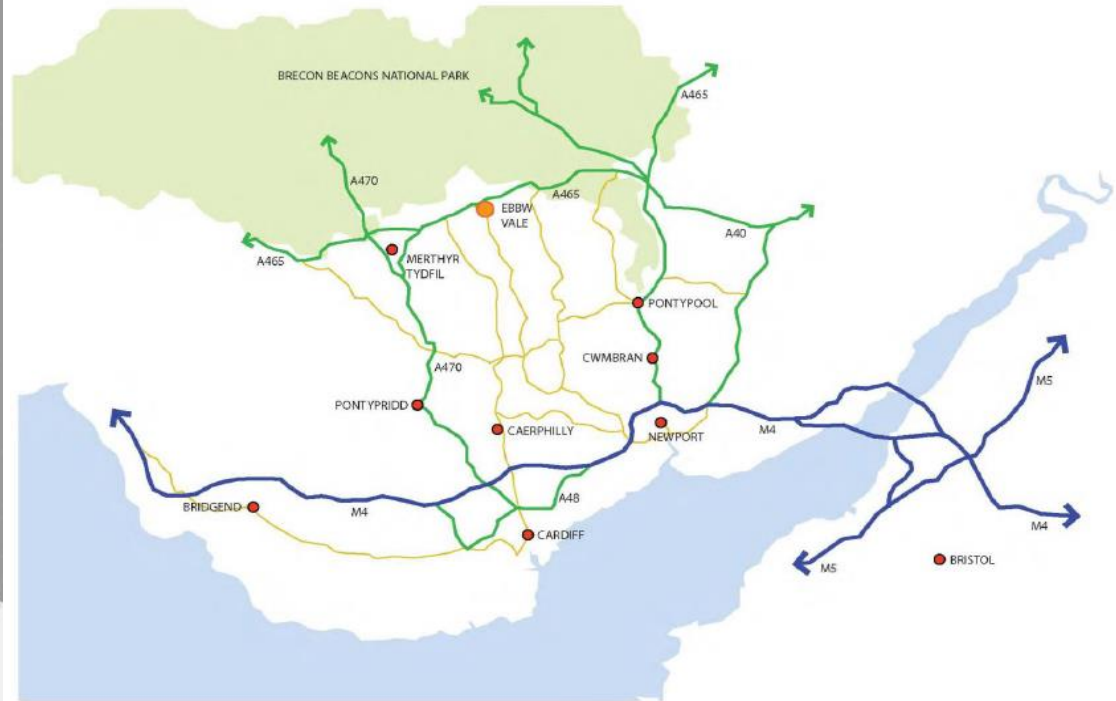 BRECON BEACONS NATIONAL PARK
A465
A470
A465
EBBW
VALE
A40
A465
MERTHYR
TYDFIL
PONTYPOOL
CWMBRAN
M5
A470
PONTYPRIDD
CAERPHILLY
NEWPORT
M4
BRIDGEND
M4
A48
M4
CARDIFF
BRISTOL
M5